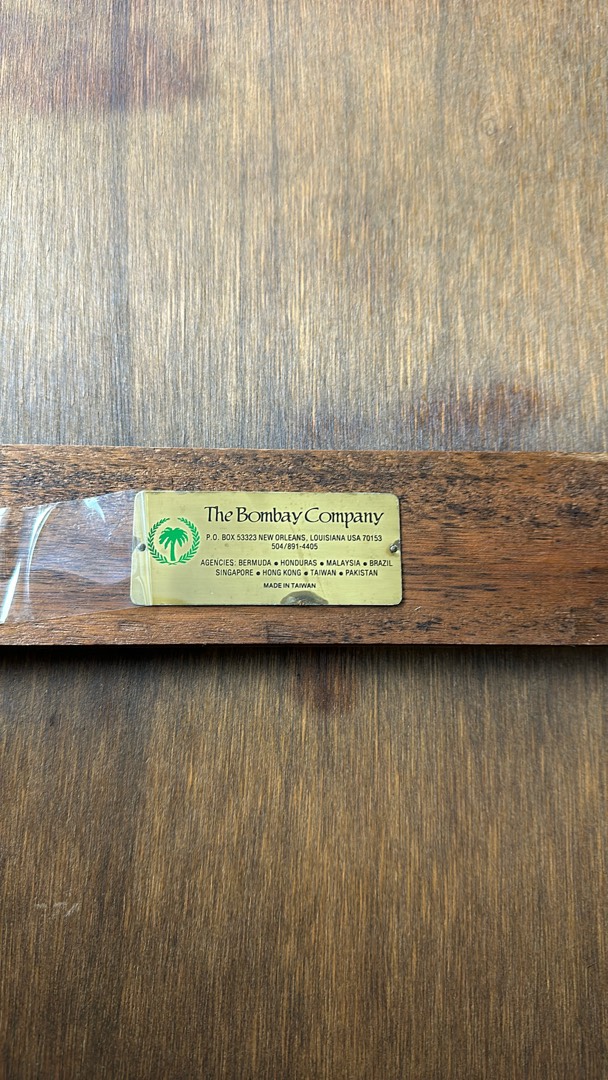 The Bombay Company
P.O. BOX 53323 NEW ORLEANS, LOUISIANA USA 70153
504/891-4405
AGENCIES: BERMUDA • HONDURAS • MALAYSIA • BRAZIL
SINGAPORE • HONG KONG • TAIWAN • PAKISTAN
MADE IN TAIWAN